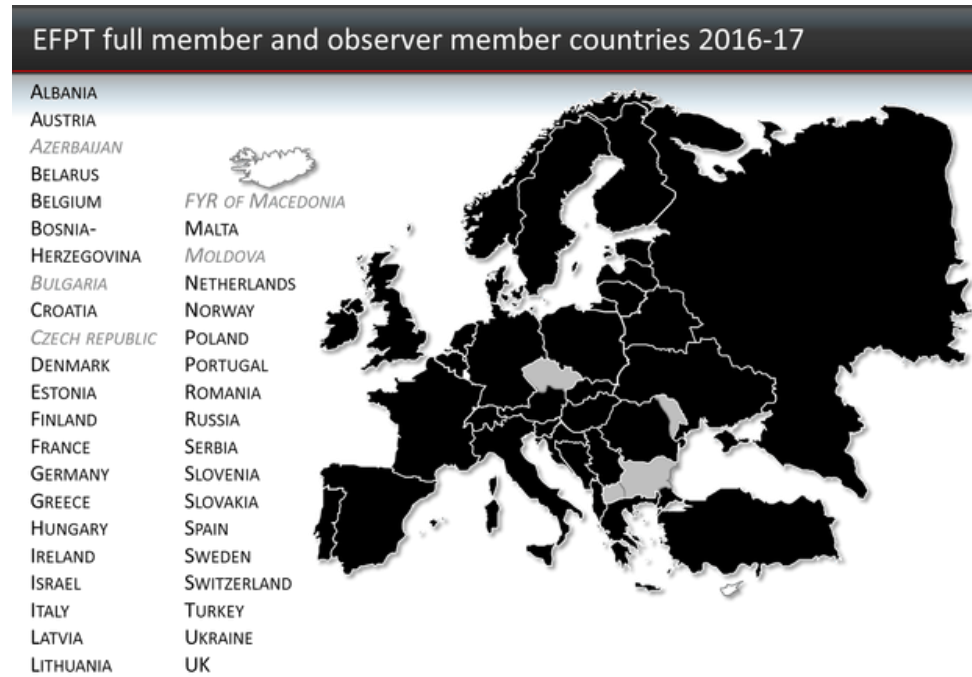 EFPT full member and observer member countries 2016-17
ALBANIA
AUSTRIA
AZERBAIJAN
BELARUS
BELGIUM
BOSNIA-
HERZEGOVINA
BULGARIA
CROATIA
CZECH REPUBLIC
DENMARK
ESTONIA
FINLAND
FRANCE
GERMANY
GREECE
HUNGARY
IRELAND
ISRAEL
ITALY
LATVIA
LITHUANIA
FYR OF MACEDONIA
MALTA
MOLDOVA
NETHERLANDS
NORWAY
POLAND
PORTUGAL
ROMANIA
RUSSIA
SERBIA
SLOVENIA
SLOVAKIA
SPAIN
SWEDEN
SWITZERLAND
TURKEY
UKRAINE
UK